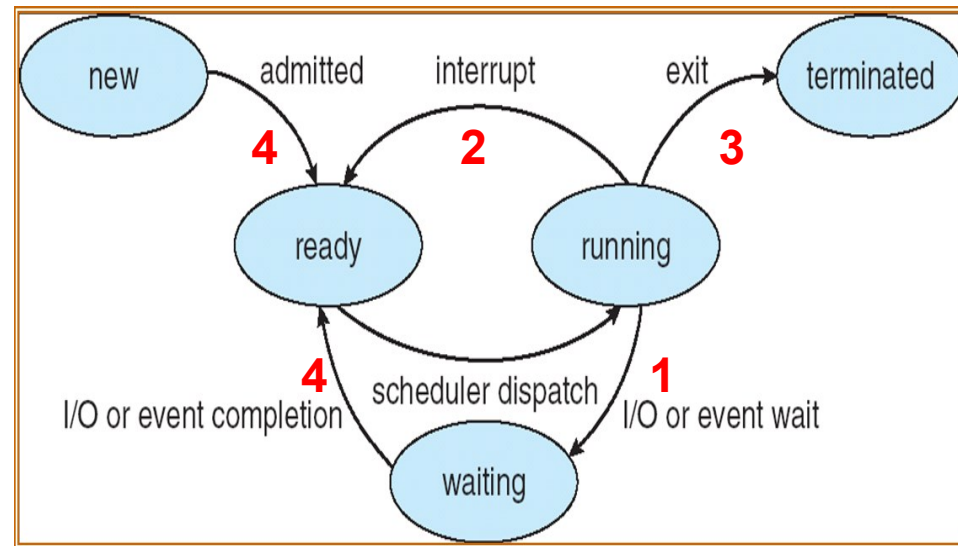 new
admitted
interrupt
exit
terminated
4
2
3
ready
running
4
scheduler dispatch
1
I/O or event completion
I/O or event wait
waiting